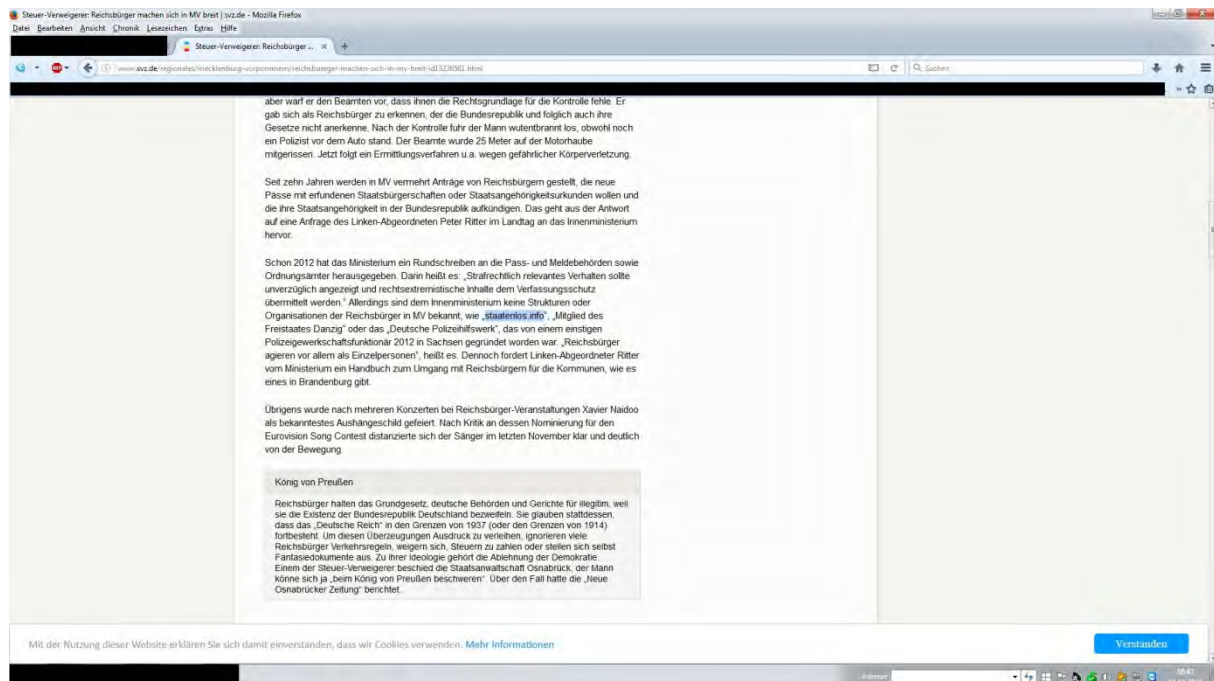 Steuer-Verweigerer: Reichsbürger machen sich in MV breit | svz.de - Mozilla Firefox
Datei Bearbeiten Ansicht Chronik Lesezeichen Extras Hilfe
Steuer-Verweigerer: Reichsbürger ... × +
www.svz.de/regionales/mecklenburg-vorpommern/reichsbuerger-machen-sich-in-mv-breit-id13236981.html
Suchen
aber warf er den Beamten vor, dass ihnen die Rechtsgrundlage für die Kontrolle fehle. Er
gab sich als Reichsbürger zu erkennen, der die Bundesrepublik und folglich auch ihre
Gesetze nicht anerkenne. Nach der Kontrolle fuhr der Mann wutentbrannt los, obwohl noch
ein Polizist vor dem Auto stand. Der Beamte wurde 25 Meter auf der Motorhaube
mitgerissen. Jetzt folgt ein Ermittlungsverfahren u.a. wegen gefährlicher Körperverletzung.
Seit zehn Jahren werden in MV vermehrt Anträge von Reichsbürgern gestellt, die neue
Pässe mit erfundenen Staatsbürgerschaften oder Staatsangehörigkeitsurkunden wollen und
die ihre Staatsangehörigkeit in der Bundesrepublik aufkündigen. Das geht aus der Antwort
auf eine Anfrage des Linken-Abgeordneten Peter Ritter im Landtag an das Innenministerium
hervor.
Schon 2012 hat das Ministerium ein Rundschreiben an die Pass- und Meldebehörden sowie
Ordnungsämter herausgegeben. Darin heißt es: „Strafrechtlich relevantes Verhalten sollte
unverzüglich angezeigt und rechtsextremistische Inhalte dem Verfassungsschutz
übermittelt werden.“ Allerdings sind dem Innenministerium keine Strukturen oder
Organisationen der Reichsbürger in MV bekannt, wie „staatenlos.info“, „Mitglied des
Freistaates Danzig“ oder das „Deutsche Polizeihilfswerk“, das von einem einstigen
Polizeigewerkschaftsfunktionär 2012 in Sachsen gegründet worden war. „Reichsbürger
agieren vor allem als Einzelpersonen“, heißt es. Dennoch fordert Linken-Abgeordneter Ritter
vom Ministerium ein Handbuch zum Umgang mit Reichsbürgern für die Kommunen, wie es
eines in Brandenburg gibt.
Übrigens wurde nach mehreren Konzerten bei Reichsbürger-Veranstaltungen Xavier Naidoo
als bekanntestes Aushängeschild gefeiert. Nach Kritik an dessen Nominierung für den
Eurovision Song Contest distanzierte sich der Sänger im letzten November klar und deutlich
von der Bewegung.
König von Preußen
Reichsbürger halten das Grundgesetz, deutsche Behörden und Gerichte für illegitim, weil
sie die Existenz der Bundesrepublik Deutschland bezweifeln. Sie glauben stattdessen,
dass das „Deutsche Reich“ in den Grenzen von 1937 (oder den Grenzen von 1914)
fortbesteht. Um diesen Überzeugungen Ausdruck zu verleihen, ignorieren viele
Reichsbürger Verkehrsregeln, weigern sich, Steuern zu zahlen oder stellen sich selbst
Fantasiedokumente aus. Zu ihrer Ideologie gehört die Ablehnung der Demokratie.
Einem der Steuer-Verweigerer beschied die Staatsanwaltschaft Osnabrück, der Mann
könne sich ja „beim König von Preußen beschweren“. Über den Fall hatte die „Neue
Osnabrücker Zeitung“ berichtet.
Mit der Nutzung dieser Website erklären Sie sich damit einverstanden, dass wir Cookies verwenden. Mehr Informationen
Verstanden
Adresse